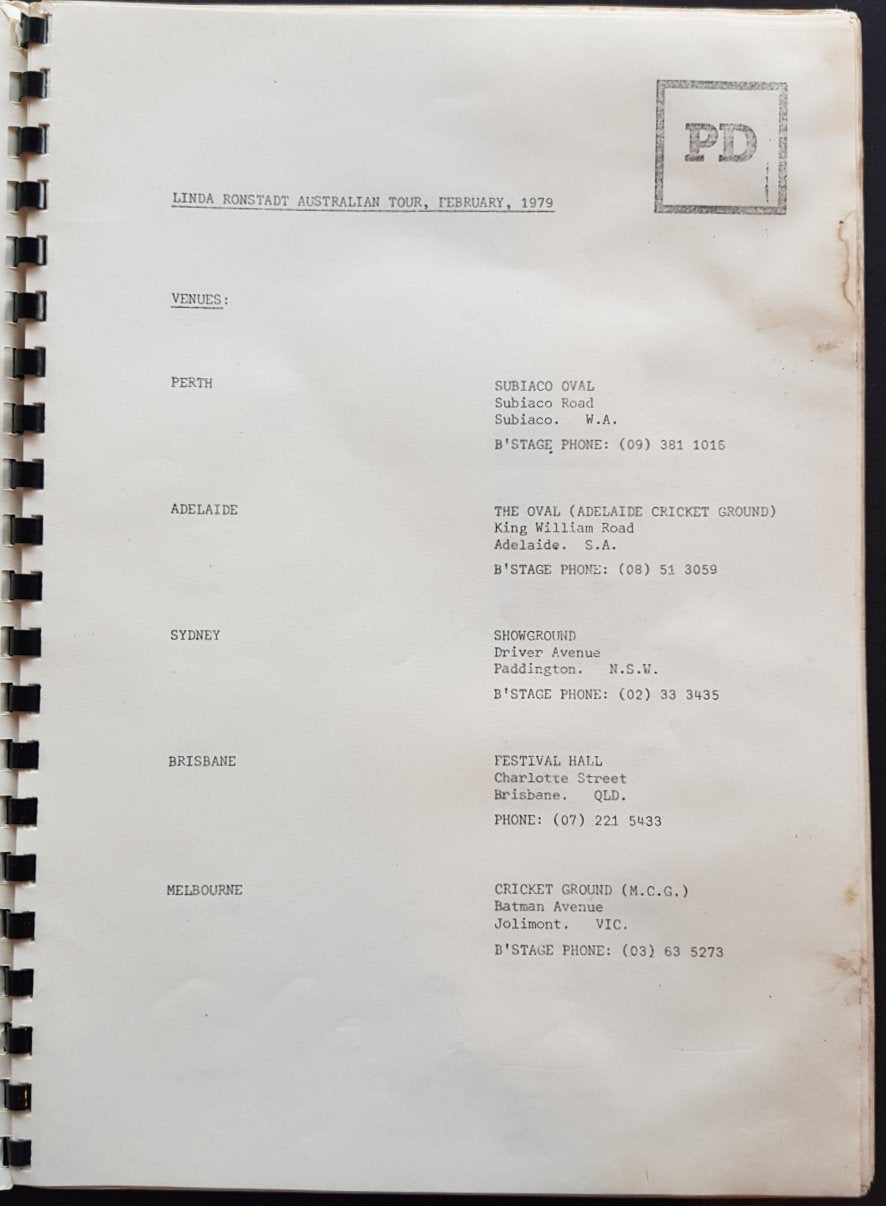 PD
LINDA RONSTADT AUSTRALIAN TOUR, FEBRUARY, 1979
VENUES:
PERTH
SUBIACO OVAL
Subiaco Road
Subiaco. W.A.
B'STAGE PHONE: (09) 381 1016
ADELAIDE
THE OVAL (ADELAIDE CRICKET GROUND)
King William Road
Adelaide. S.A.
B'STAGE PHONE: (08) 51 3059
SYDNEY
SHOWGROUND
Driver Avenue
Paddington. N.S.W.
B'STAGE PHONE: (02) 33 3435
BRISBANE
FESTIVAL HALL
Charlotte Street
Brisbane. QLD.
PHONE: (07) 221 5433
MELBOURNE
CRICKET GROUND (M.C.G.)
Batman Avenue
Jolimont. VIC.
B'STAGE PHONE: (03) 63 5273